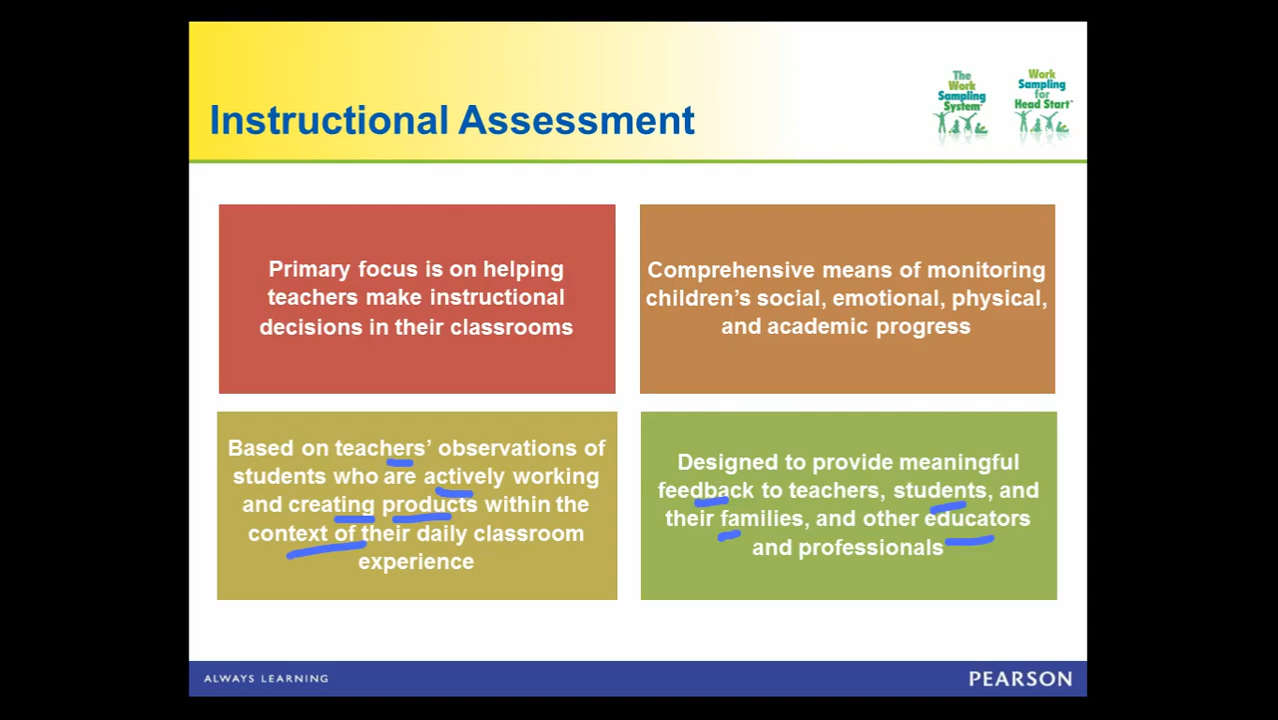 Instructional Assessment
The
Work
Sampling
System™
Work
Sampling
for
Head Start™
Primary focus is on helping
teachers make instructional
decisions in their classrooms
Comprehensive means of monitoring
children's social, emotional, physical,
and academic progress
Based on teachers' observations of
students who are actively working
and creating products within the
context of their daily classroom
experience
Designed to provide meaningful
feedback to teachers, students, and
their families, and other educators
and professionals
ALWAYS LEARNING
PEARSON